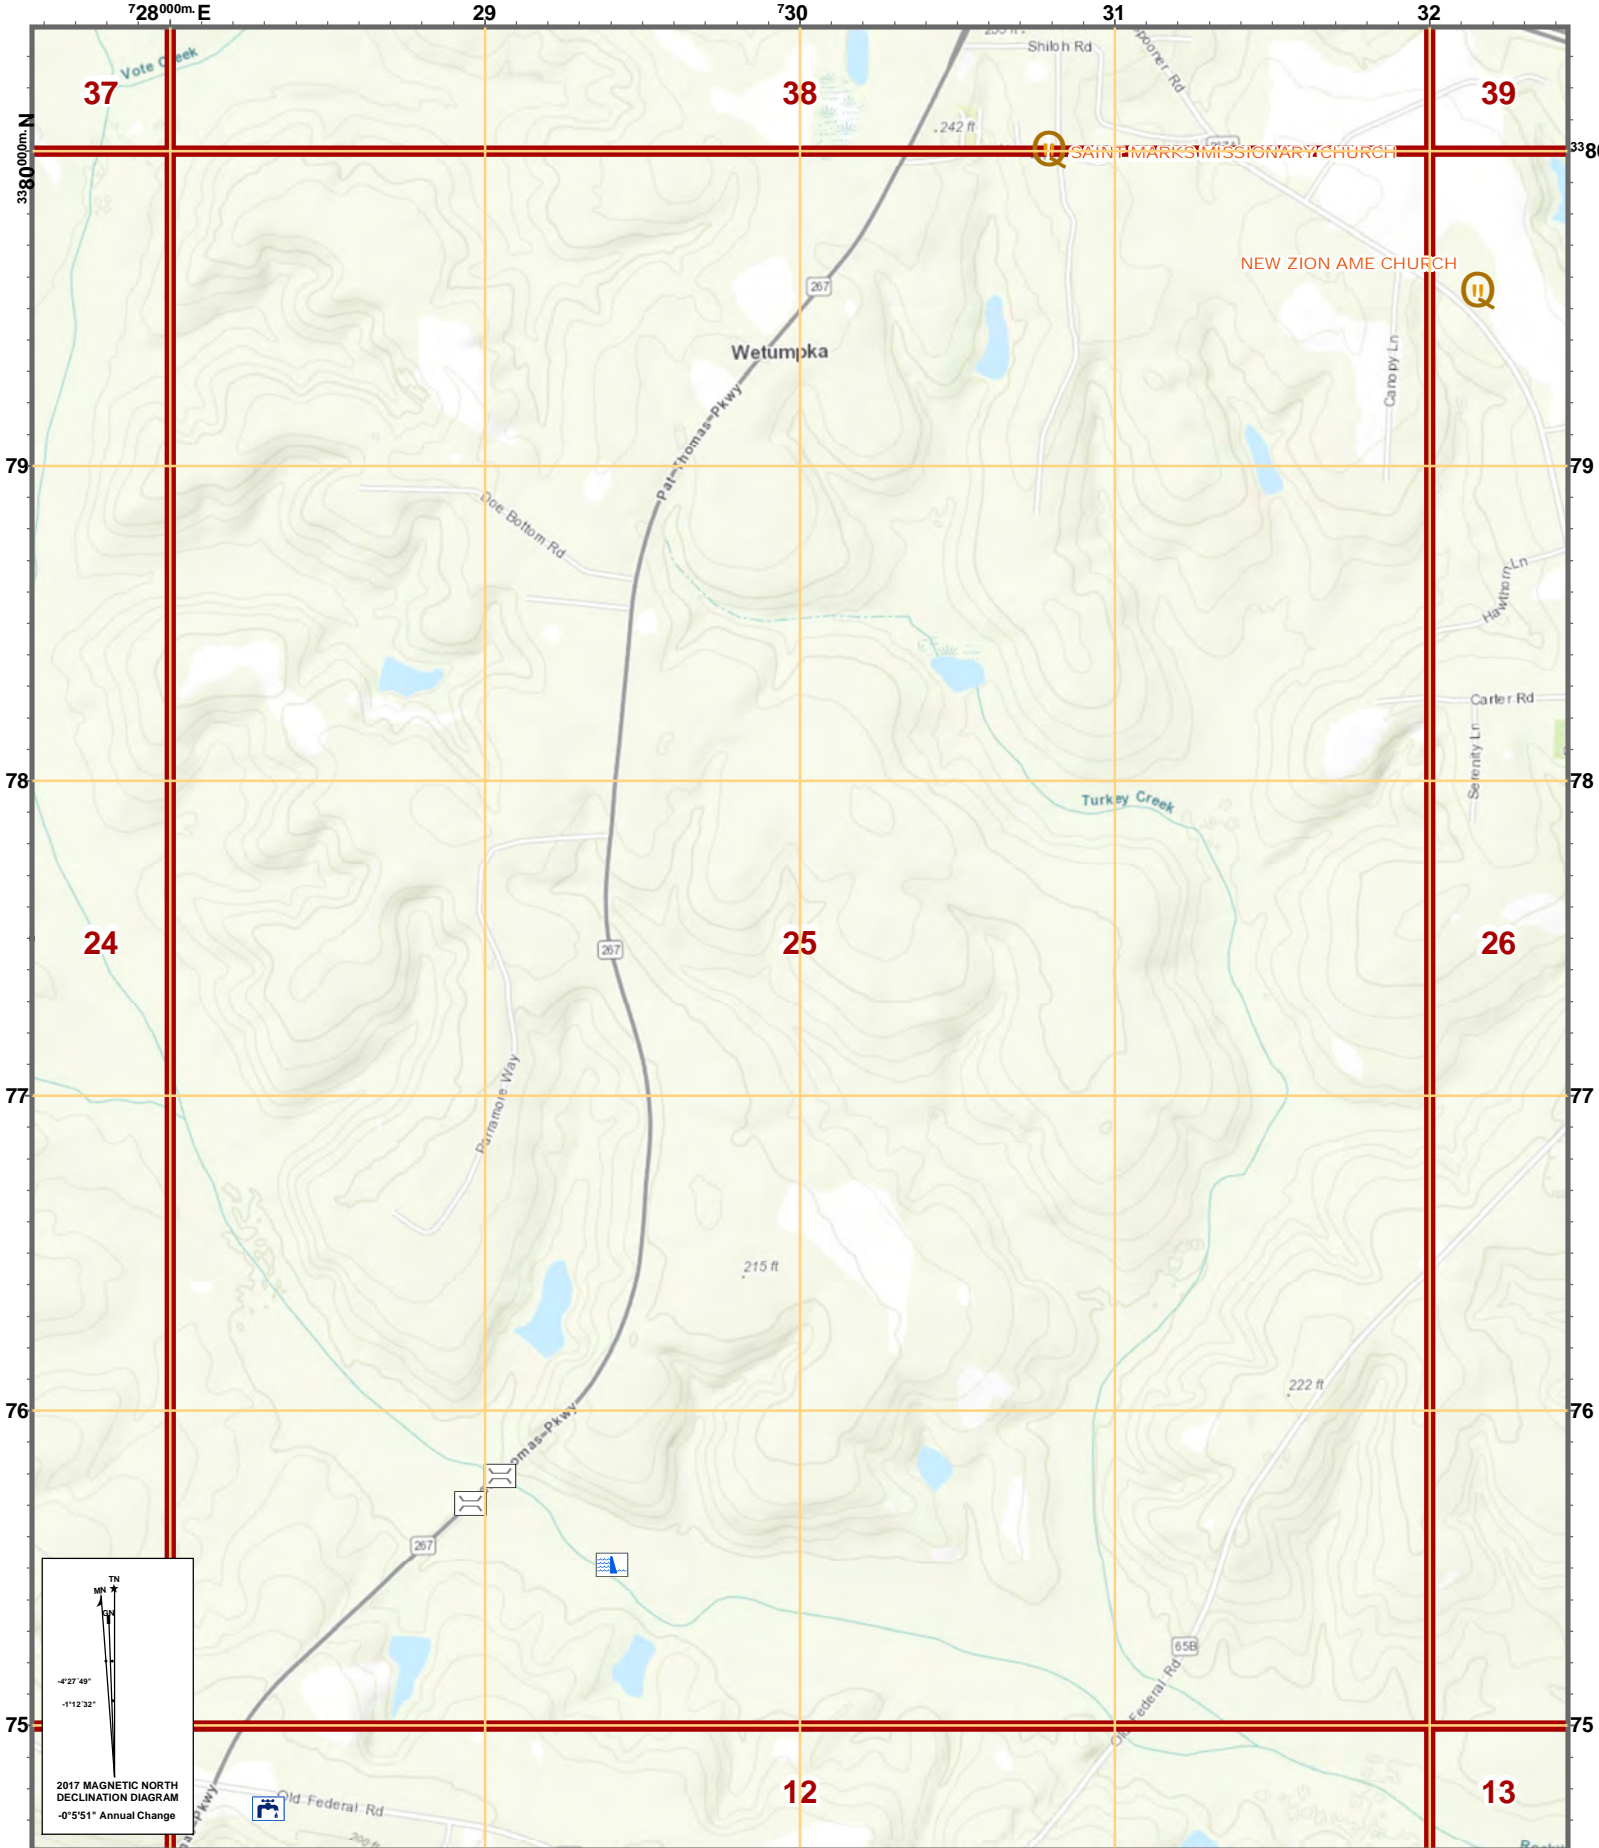 ⁷28⁰⁰⁰ᵐ· E
29
⁷30
31
32
Vote Creek
Shiloh Rd
Spooner Rd
37
38
39
242 ft
³³80⁰⁰⁰ᵐ· N
SAINT MARKS MISSIONARY CHURCH
NEW ZION AME CHURCH
267
Wetumpka
Canopy Ln
Pat Thomas Pkwy
79
79
Doe Bottom Rd
Hawthorn Ln
Carter Rd
Serenity Ln
78
78
Turkey Creek
24
25
26
267
77
77
Parramore Way
215 ft
222 ft
76
76
omas Pkwy
267
65B
Old Federal Rd
TN
MN
GN
-4°27'49"
-1°12'32"
75
75
2017 MAGNETIC NORTH
DECLINATION DIAGRAM
-0°5'51" Annual Change
12
13
Old Federal Rd
Pkwy
200 ft